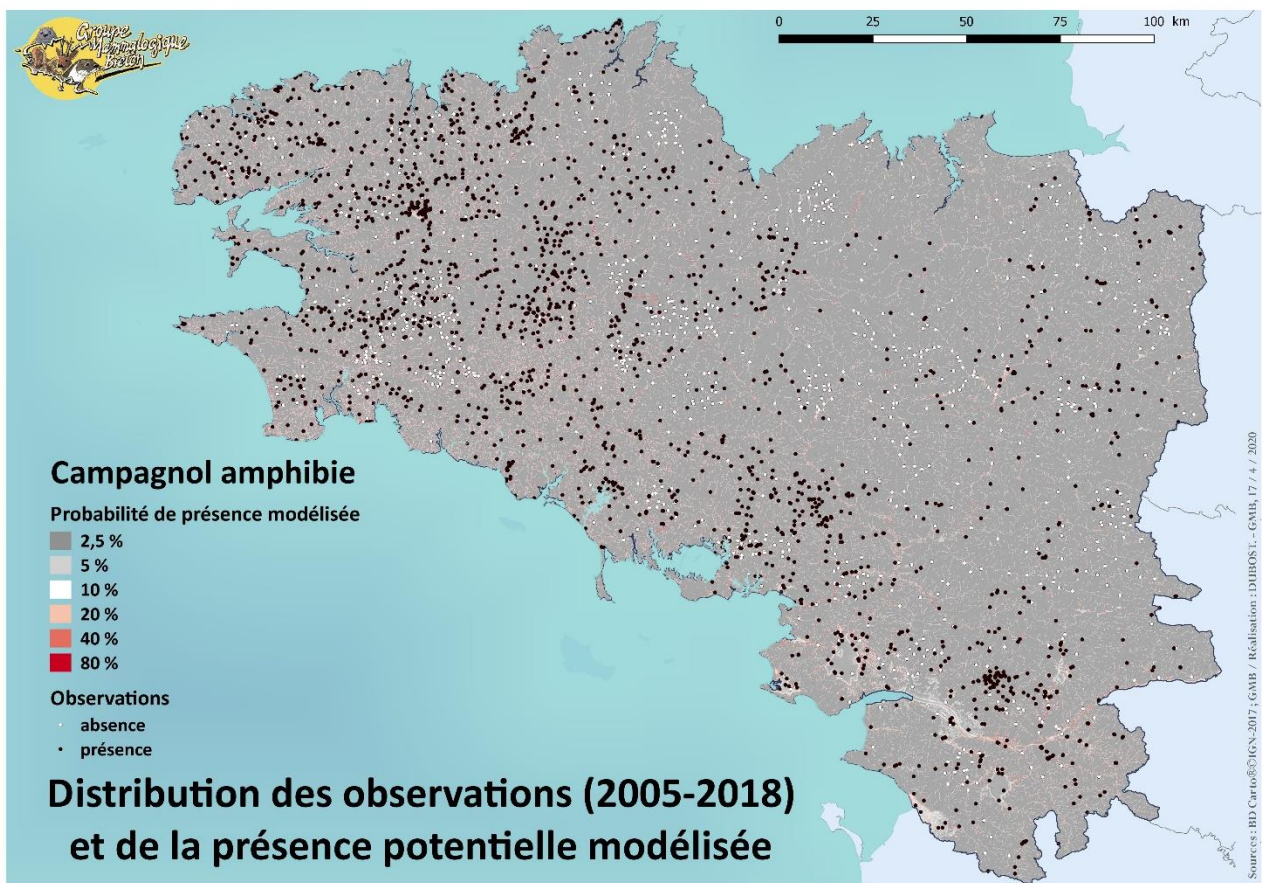 Groupe
Mammalogique
Breton
0 25 50 75 100 km
Campagnol amphibie
Probabilité de présence modélisée
2,5 %
5 %
10 %
20 %
40 %
80 %
Observations
absence
présence
Distribution des observations (2005-2018)
et de la présence potentielle modélisée
Sources : BD Carto®©IGN-2017 ; GMB / Réalisation : DUBOST. - GMB, 17 / 4 / 2020